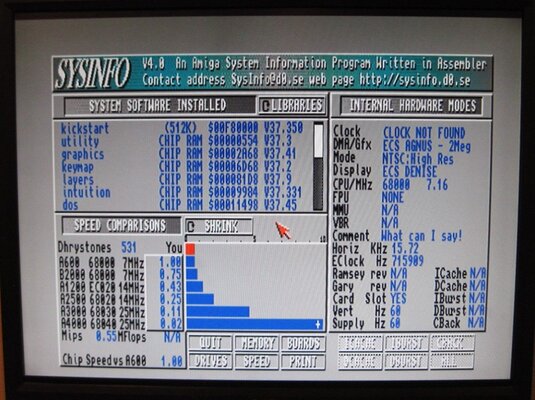 SYSINFO
V4.0 An Amiga System Information Program Written in Assembler
Contact address SysInfo@d0.se web page http://sysinfo.d0.se
SYSTEM SOFTWARE INSTALLED
LIBRARIES
kickstart (512K) $00F80000 V37.350
utility CHIP RAM $00000554 V37.3
graphics CHIP RAM $00002A68 V37.41
keymap CHIP RAM $00006D68 V37.2
layers CHIP RAM $000081D8 V37.9
intuition CHIP RAM $00009984 V37.331
dos CHIP RAM $00011498 V37.45
INTERNAL HARDWARE MODES
Clock CLOCK NOT FOUND
DMA/Gfx ECS AGNUS - 2Meg
Mode NTSC:High Res
Display ECS DENISE
CPU/MHz 68000 7.16
FPU NONE
MMU N/A
VBR N/A
Comment What can I say!
Horiz KHz 15.72
EClock Hz 715909
Ramsey rev N/A ICache N/A
Gary rev N/A DCache N/A
Card Slot YES IBurst N/A
Vert Hz 60 DBurst N/A
Supply Hz 60 CBack N/A
SPEED COMPARISONS
SHRINK
Dhrystones 531 You
A600 68000 7MHz 1.00
B2000 68000 7MHz 0.75
A1200 EC020 14MHz 0.43
A2500 68020 14MHz 0.25
A3000 68030 25MHz 0.11
A4000 68040 25MHz 0.02
Mips 0.55 MFlops N/A
Chip Speed vs A600 1.00
QUIT MEMORY BOARDS
DRIVES SPEED PRINT
ICACHE IBURST CBACK
DCACHE DBURST ALL